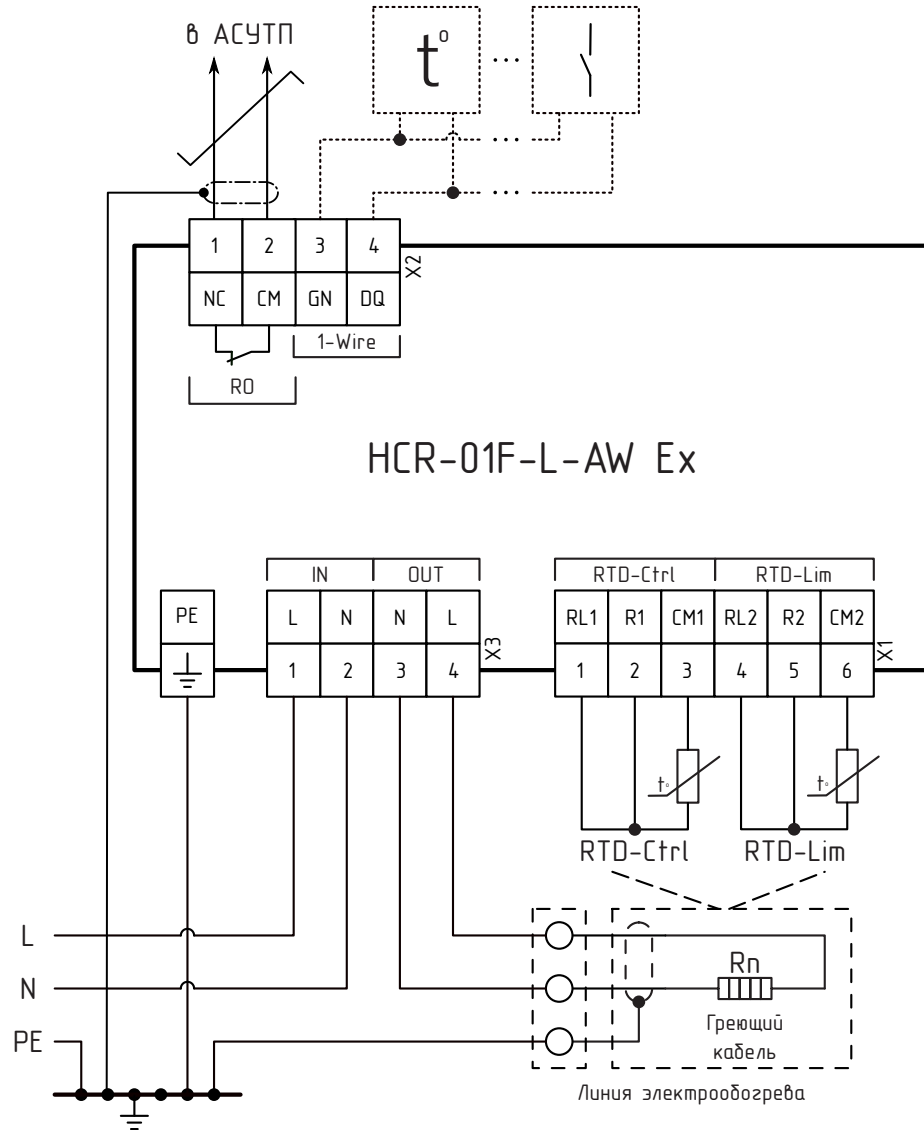 в АСУТП
t°
...
...
...
1 2 3 4
X2
NC CM GN DQ
1-Wire
RO
HCR-01F-L-AW Ex
IN OUT
RTD-Ctrl RTD-Lim
PE
L N N L
RL1 R1 CM1 RL2 R2 CM2
X3
X1
1 2 3 4
1 2 3 4 5 6
t° t°
RTD-Ctrl RTD-Lim
L
N
Rn
PE
Греющий
кабель
Линия электрообогрева